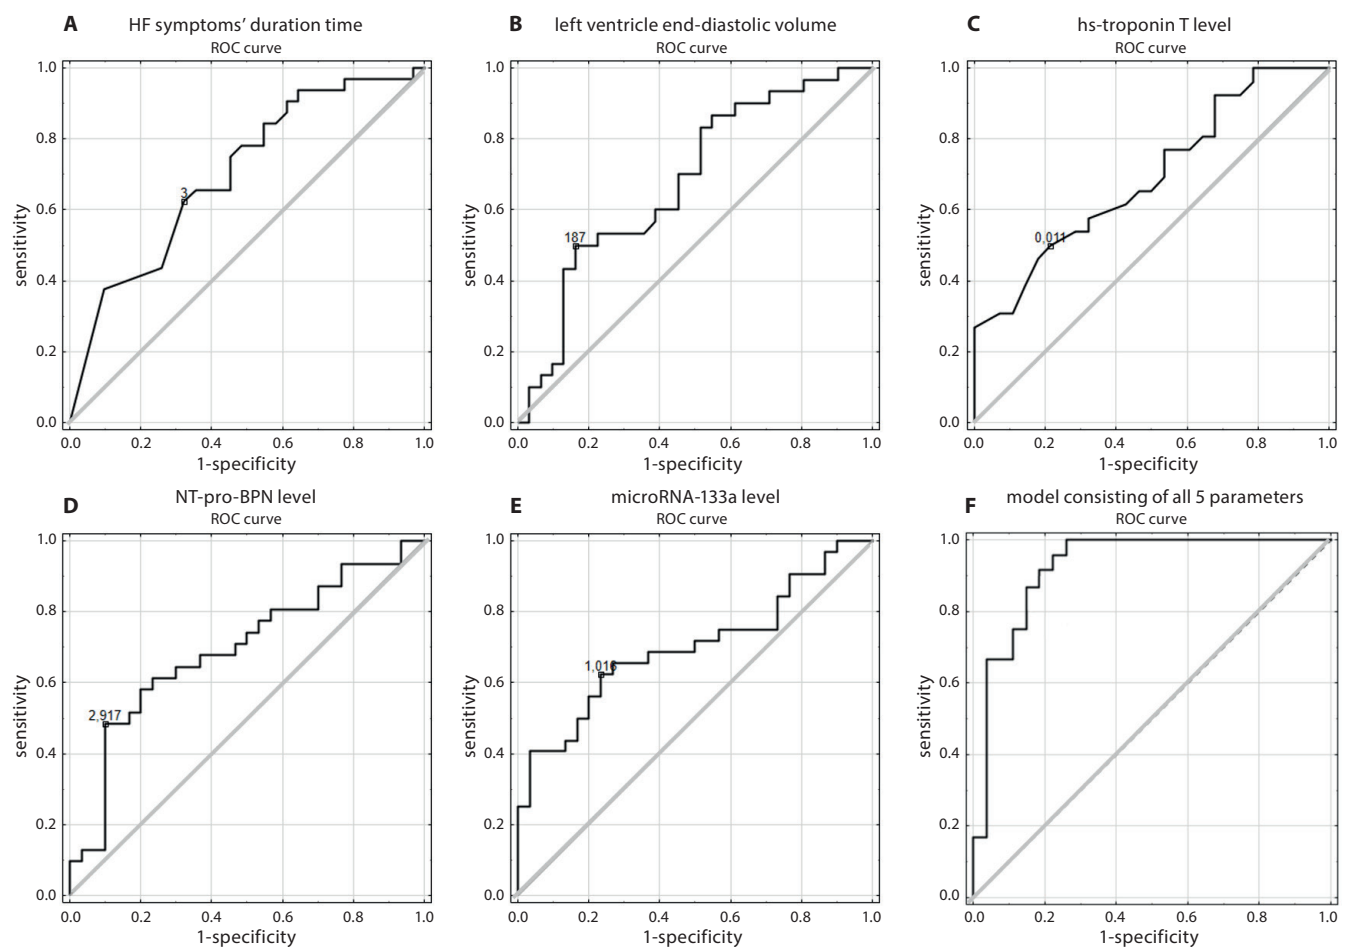 A HF symptoms’ duration time
ROC curve
1.0
0.8
0.6
0.4
0.2
0.0
3
0.0 0.2 0.4 0.6 0.8 1.0
sensitivity
1-specificity
B left ventricle end-diastolic volume
ROC curve
1.0
0.8
0.6
0.4
0.2
0.0
187
0.0 0.2 0.4 0.6 0.8 1.0
sensitivity
1-specificity
C hs-troponin T level
ROC curve
1.0
0.8
0.6
0.4
0.2
0.0
0,011
0.0 0.2 0.4 0.6 0.8 1.0
sensitivity
1-specificity
D NT-pro-BPN level
ROC curve
1.0
0.8
0.6
0.4
0.2
0.0
2,917
0.0 0.2 0.4 0.6 0.8 1.0
sensitivity
1-specificity
E microRNA-133a level
ROC curve
1.0
0.8
0.6
0.4
0.2
0.0
1,016
0.0 0.2 0.4 0.6 0.8 1.0
sensitivity
1-specificity
F model consisting of all 5 parameters
ROC curve
1.0
0.8
0.6
0.4
0.2
0.0
0.0 0.2 0.4 0.6 0.8 1.0
sensitivity
1-specificity